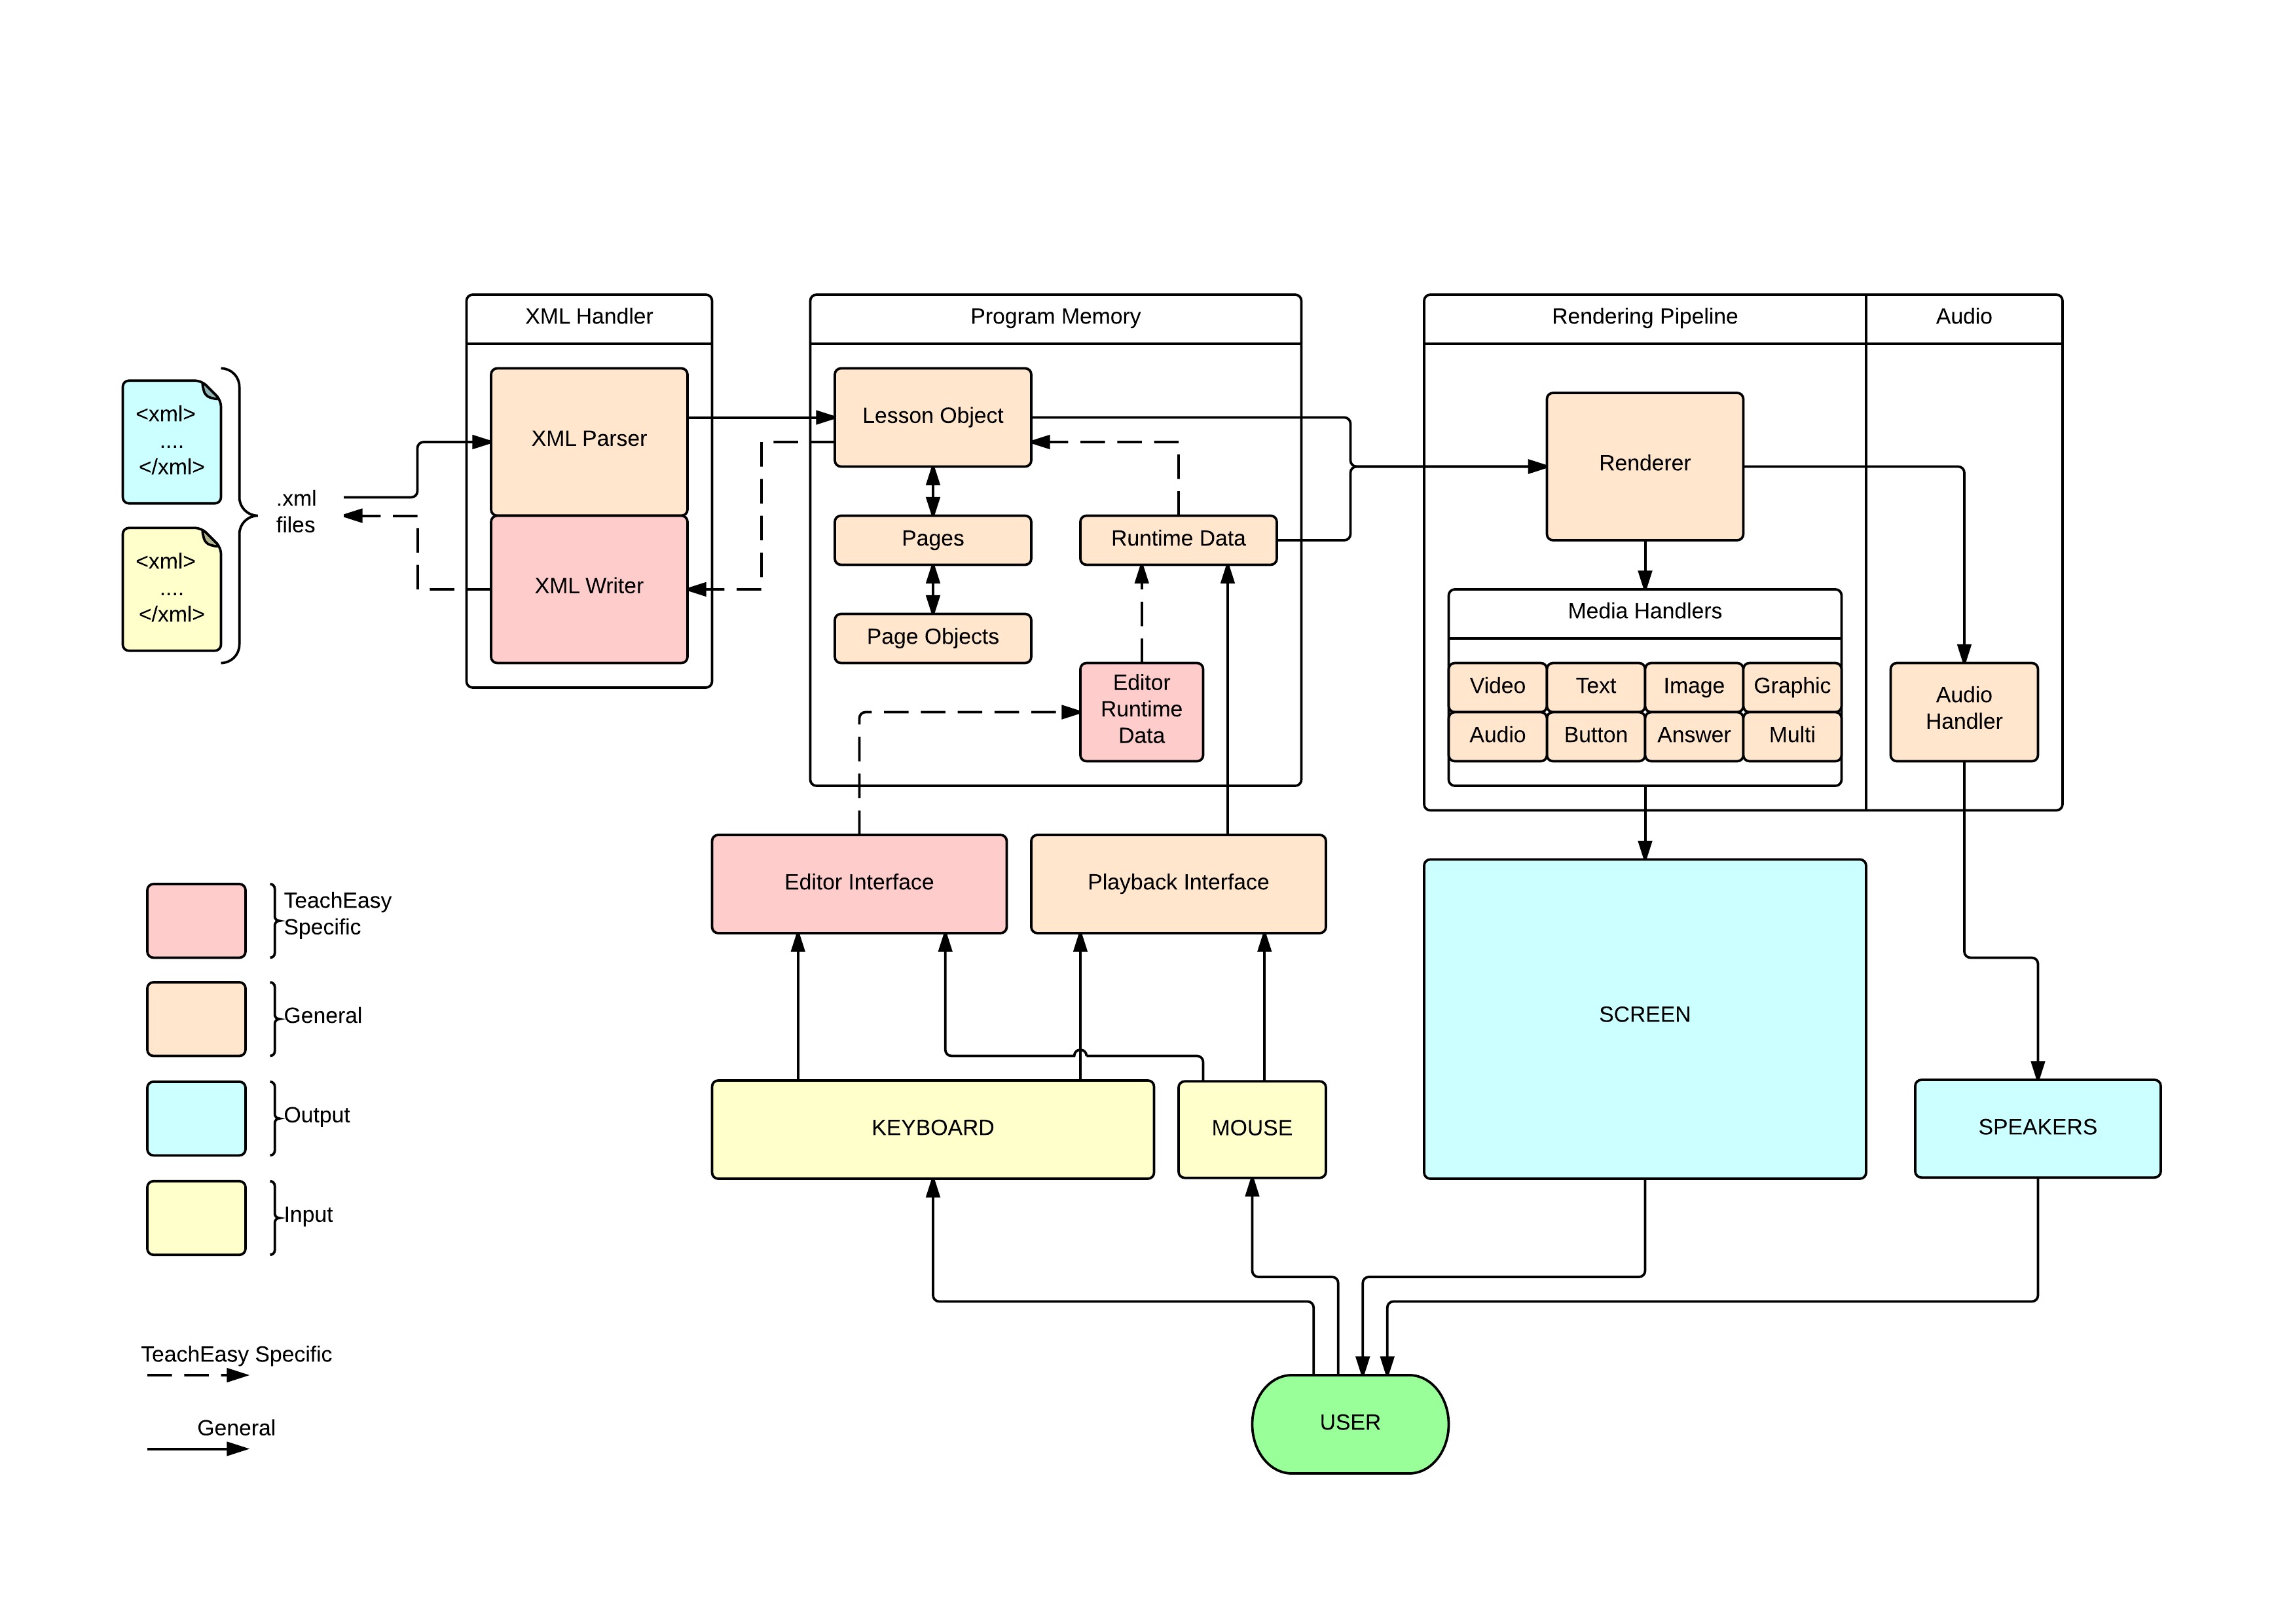 XML Handler
Program Memory
Rendering Pipeline
Audio
<xml>
....
</xml>
<xml>
....
</xml>
.xml
files
XML Parser
XML Writer
Lesson Object
Pages
Page Objects
Runtime Data
Editor
Runtime
Data
Renderer
Media Handlers
Video
Text
Image
Graphic
Audio
Button
Answer
Multi
Audio
Handler
Editor Interface
Playback Interface
KEYBOARD
MOUSE
SCREEN
SPEAKERS
USER
TeachEasy
Specific
General
Output
Input
TeachEasy Specific
General